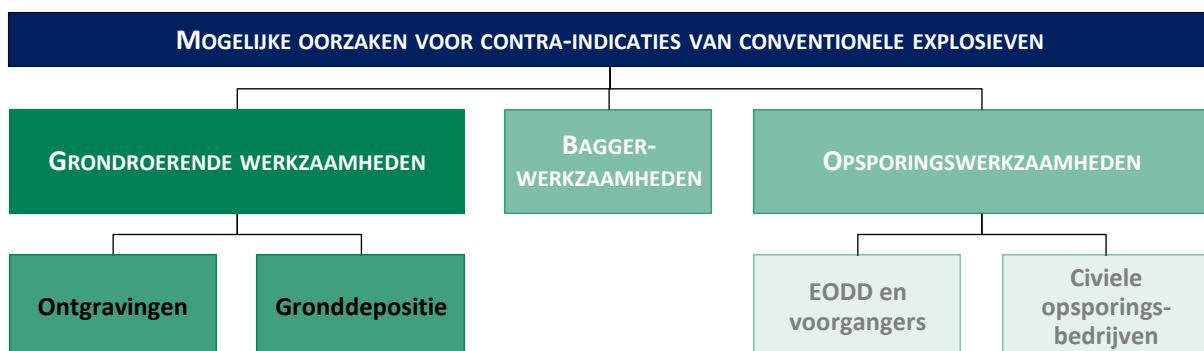 MOGELIJKE OORZAKEN VOOR CONTRA-INDICATIES VAN CONVENTIONELE EXPLOSIEVEN
GRONDROERENDE WERKZAAMHEDEN
BAGGER-
WERKZAAMHEDEN
OPSPORINGSWERKZAAMHEDEN
Ontgravingen
Gronddepositie
EODD en
voorgangers
Civiele
opsporings-
bedrijven